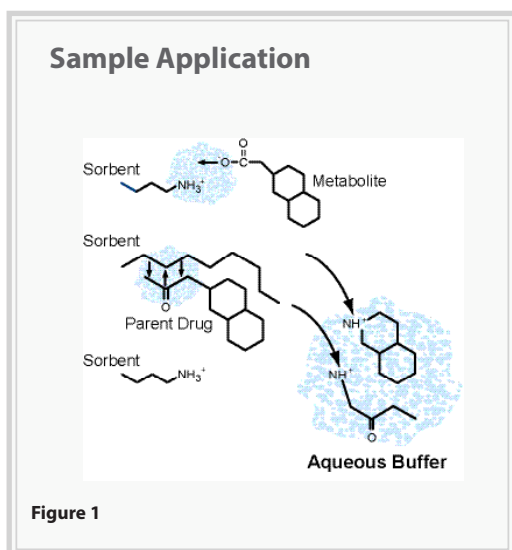 Sample Application
O
O C
Sorbent
NH3+
Metabolite
Sorbent
O
Parent Drug
NH+
Sorbent
NH3+
NH+
O
Aqueous Buffer
Figure 1